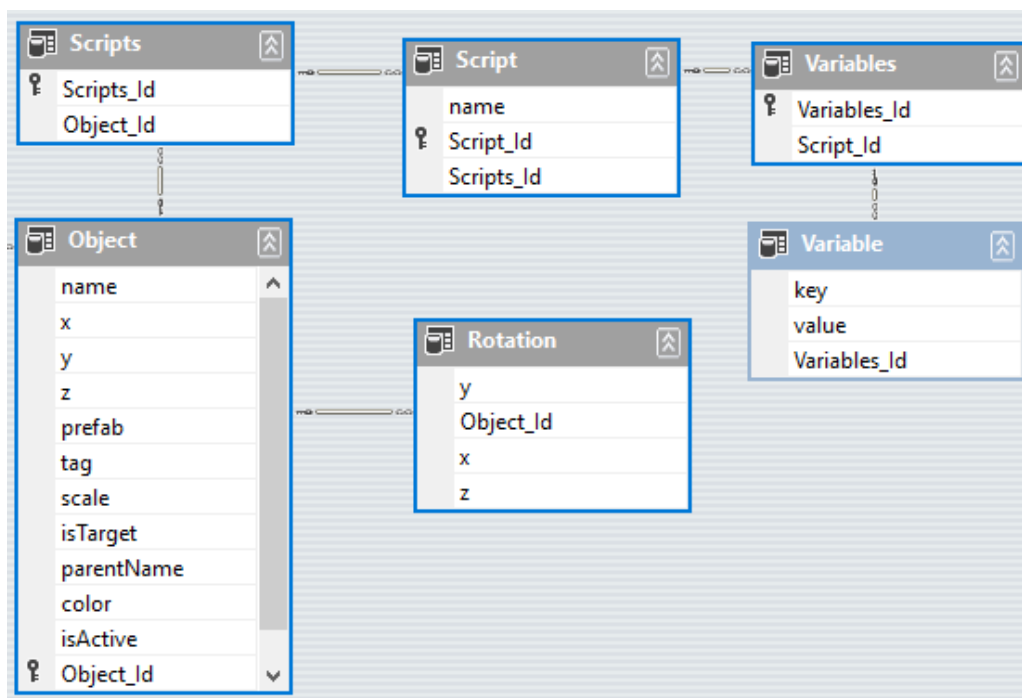 Scripts
Scripts_Id
Object_Id
Script
name
Script_Id
Scripts_Id
Variables
Variables_Id
Script_Id
Object
name
x
y
z
prefab
tag
scale
isTarget
parentName
color
isActive
Object_Id
Rotation
y
Object_Id
x
z
Variable
key
value
Variables_Id